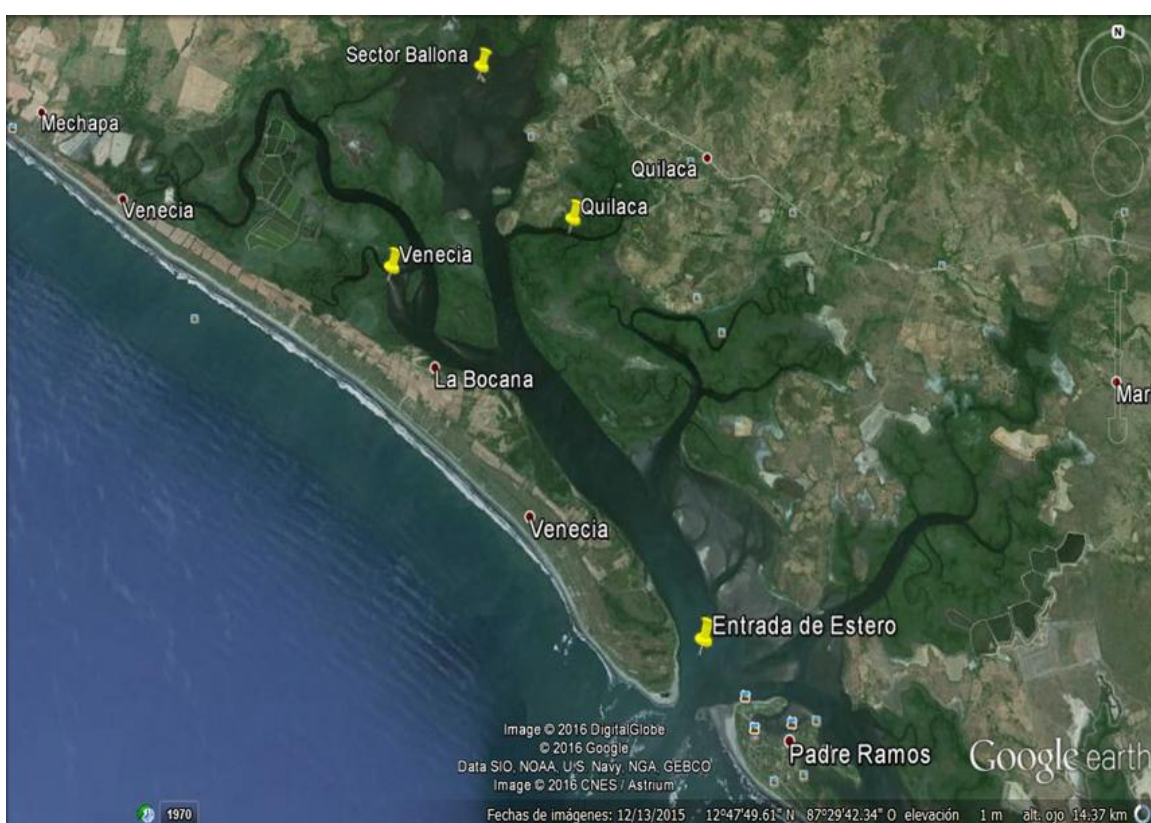 N
Sector Ballona
Mechapa
Quilaca
Venecia
Quilaca
Venecia
La Bocana
Mar
Venecia
Entrada de Estero
Padre Ramos
Image © 2016 DigitalGlobe
© 2016 Google
Data SIO, NOAA, U.S. Navy, NGA, GEBCO
Image © 2016 CNES / Astrium
Google earth
1970
Fechas de imágenes: 12/13/2015 12°47'49.61" N 87°29'42.34" O elevación 1 m alt. ojo 14.37 km